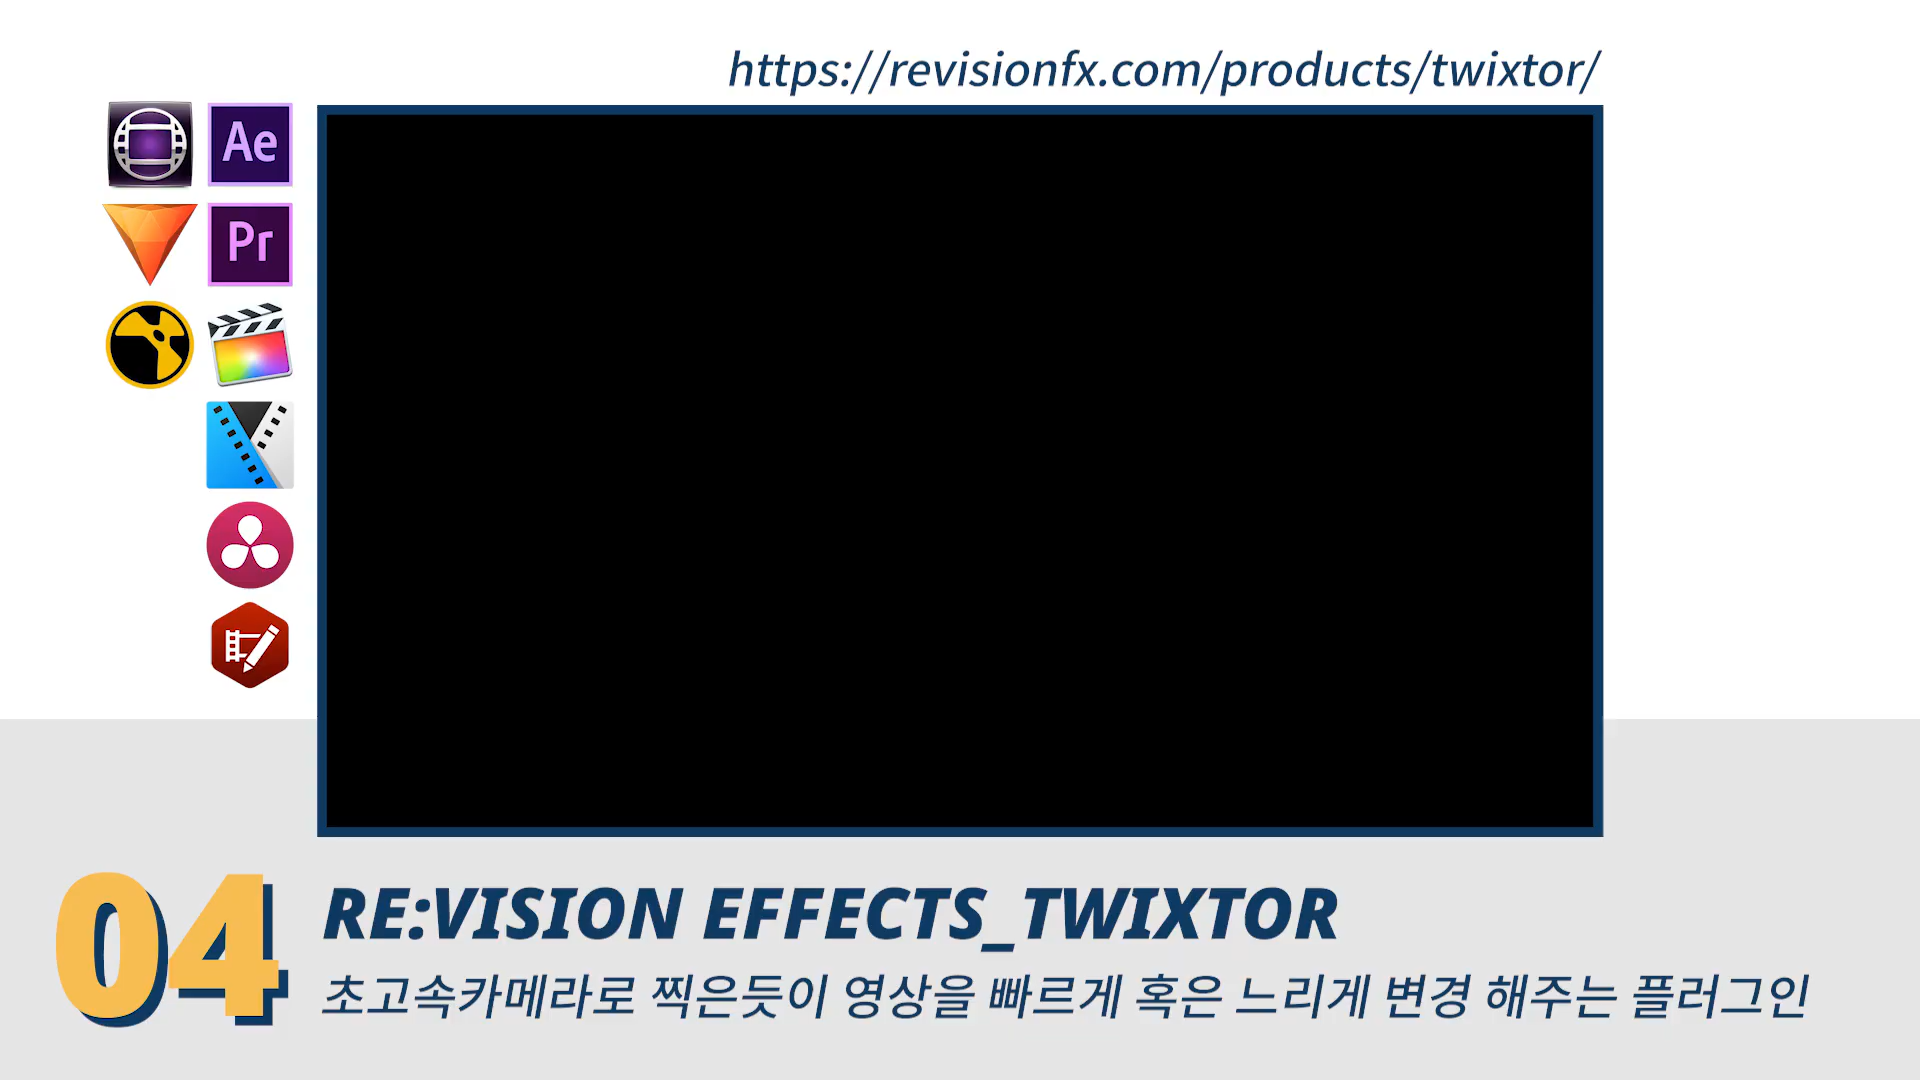 https://revisionfx.com/products/twixtor/
Ae
Pr
04
RE:VISION EFFECTS_TWIXTOR
초고속카메라로 찍은듯이 영상을 빠르게 혹은 느리게 변경 해주는 플러그인